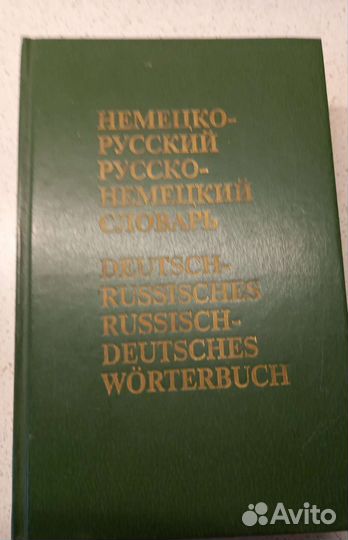 НЕМЕЦКО-
РУССКИЙ
РУССКО-
НЕМЕЦКИЙ
СЛОВАРЬ
DEUTSCH-
RUSSISCHES
RUSSISCH-
DEUTSCHES
WÖRTERBUCH
Avito